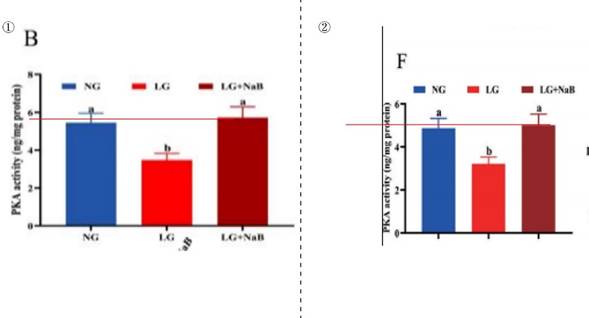 ①
B
PKA activity (ng/mg protein)
8
6
4
2
0
NG LG LG+NaB
a b a
NG LG LG+NaB
aB
②
F
PKA activity (ng/mg protein)
6
4
2
0
NG LG LG+NaB
a b a